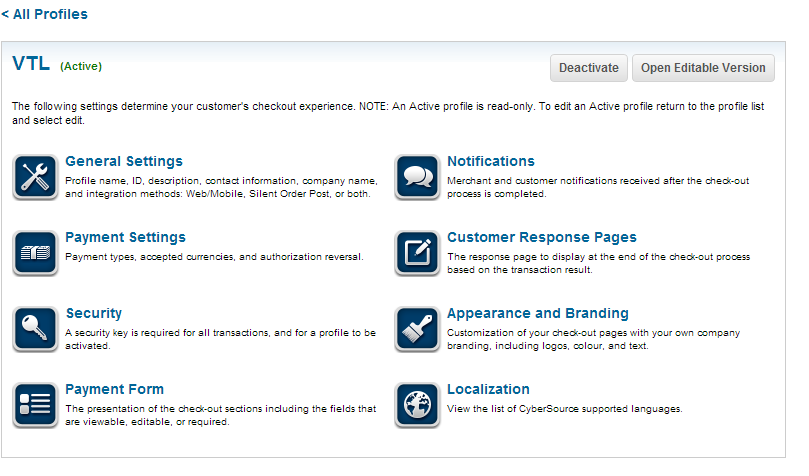 < All Profiles
VTL (Active)
Deactivate
Open Editable Version
The following settings determine your customer's checkout experience. NOTE: An Active profile is read-only. To edit an Active profile return to the profile list
and select edit.
General Settings
Profile name, ID, description, contact information, company name,
and integration methods: Web/Mobile, Silent Order Post, or both.
Notifications
Merchant and customer notifications received after the check-out
process is completed.
Payment Settings
Payment types, accepted currencies, and authorization reversal.
Customer Response Pages
The response page to display at the end of the check-out process
based on the transaction result.
Security
A security key is required for all transactions, and for a profile to be
activated.
Appearance and Branding
Customization of your check-out pages with your own company
branding, including logos, colour, and text.
Payment Form
The presentation of the check-out sections including the fields that
are viewable, editable, or required.
Localization
View the list of CyberSource supported languages.